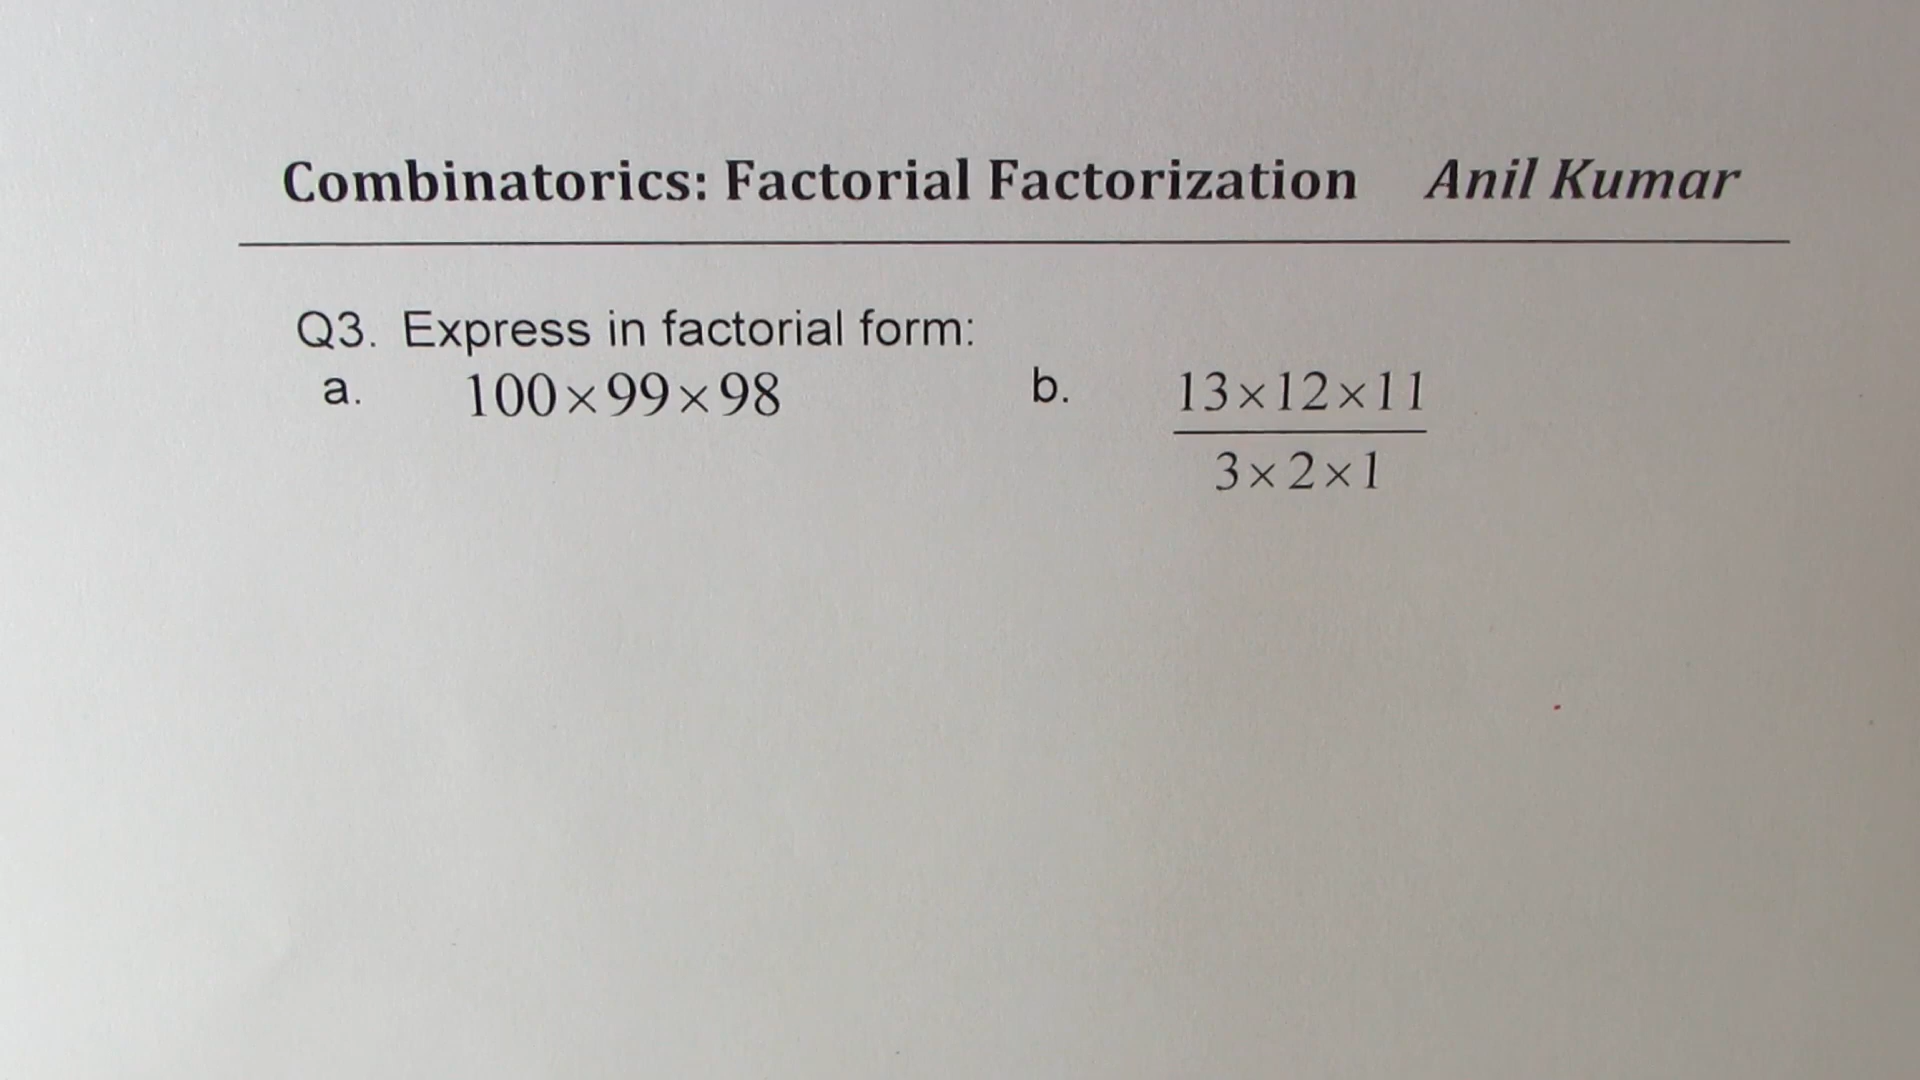 Combinatorics: Factorial Factorization Anil Kumar
Q3. Express in factorial form:
a. 100×99×98 b. 13×12×11
3×2×1